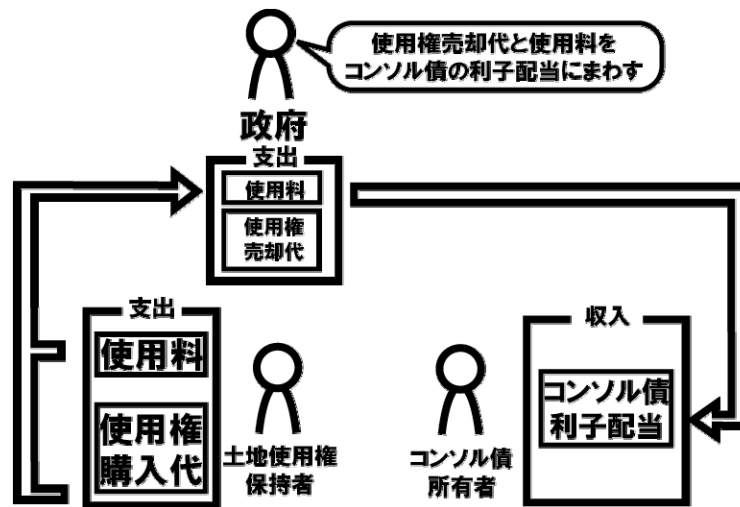 使用権売却代と使用料を
コンソル債の利子配当にまわす
政府
支出
使用料
使用権
売却代
支出
使用料
使用権
購入代
土地使用権
保持者
コンソル債
所有者
収入
コンソル債
利子配当